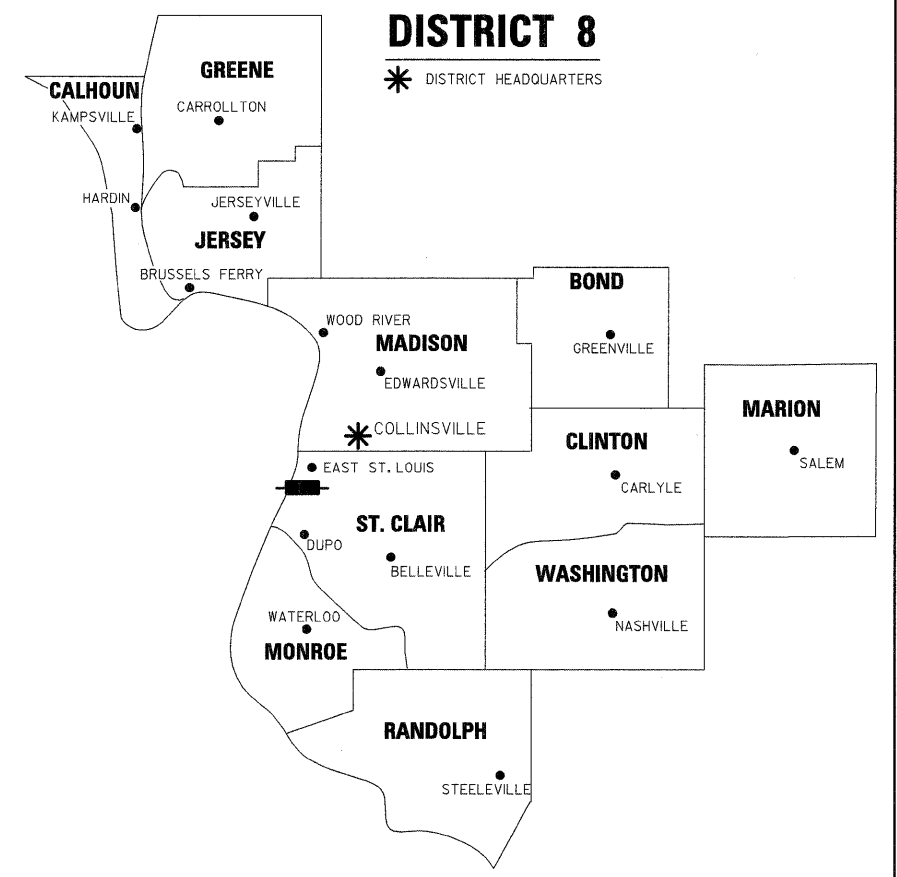 DISTRICT 8
DISTRICT HEADQUARTERS
GREENE
CALHOUN
CARROLLTON
KAMPSVILLE
HARDIN
JERSEYVILLE
JERSEY
BRUSSELS FERRY
BOND
WOOD RIVER
MADISON
GREENVILLE
EDWARDSVILLE
MARION
COLLINSVILLE
CLINTON
SALEM
EAST ST. LOUIS
CARLYLE
ST. CLAIR
DUPO
BELLEVILLE
WASHINGTON
WATERLOO
NASHVILLE
MONROE
RANDOLPH
STEELEVILLE